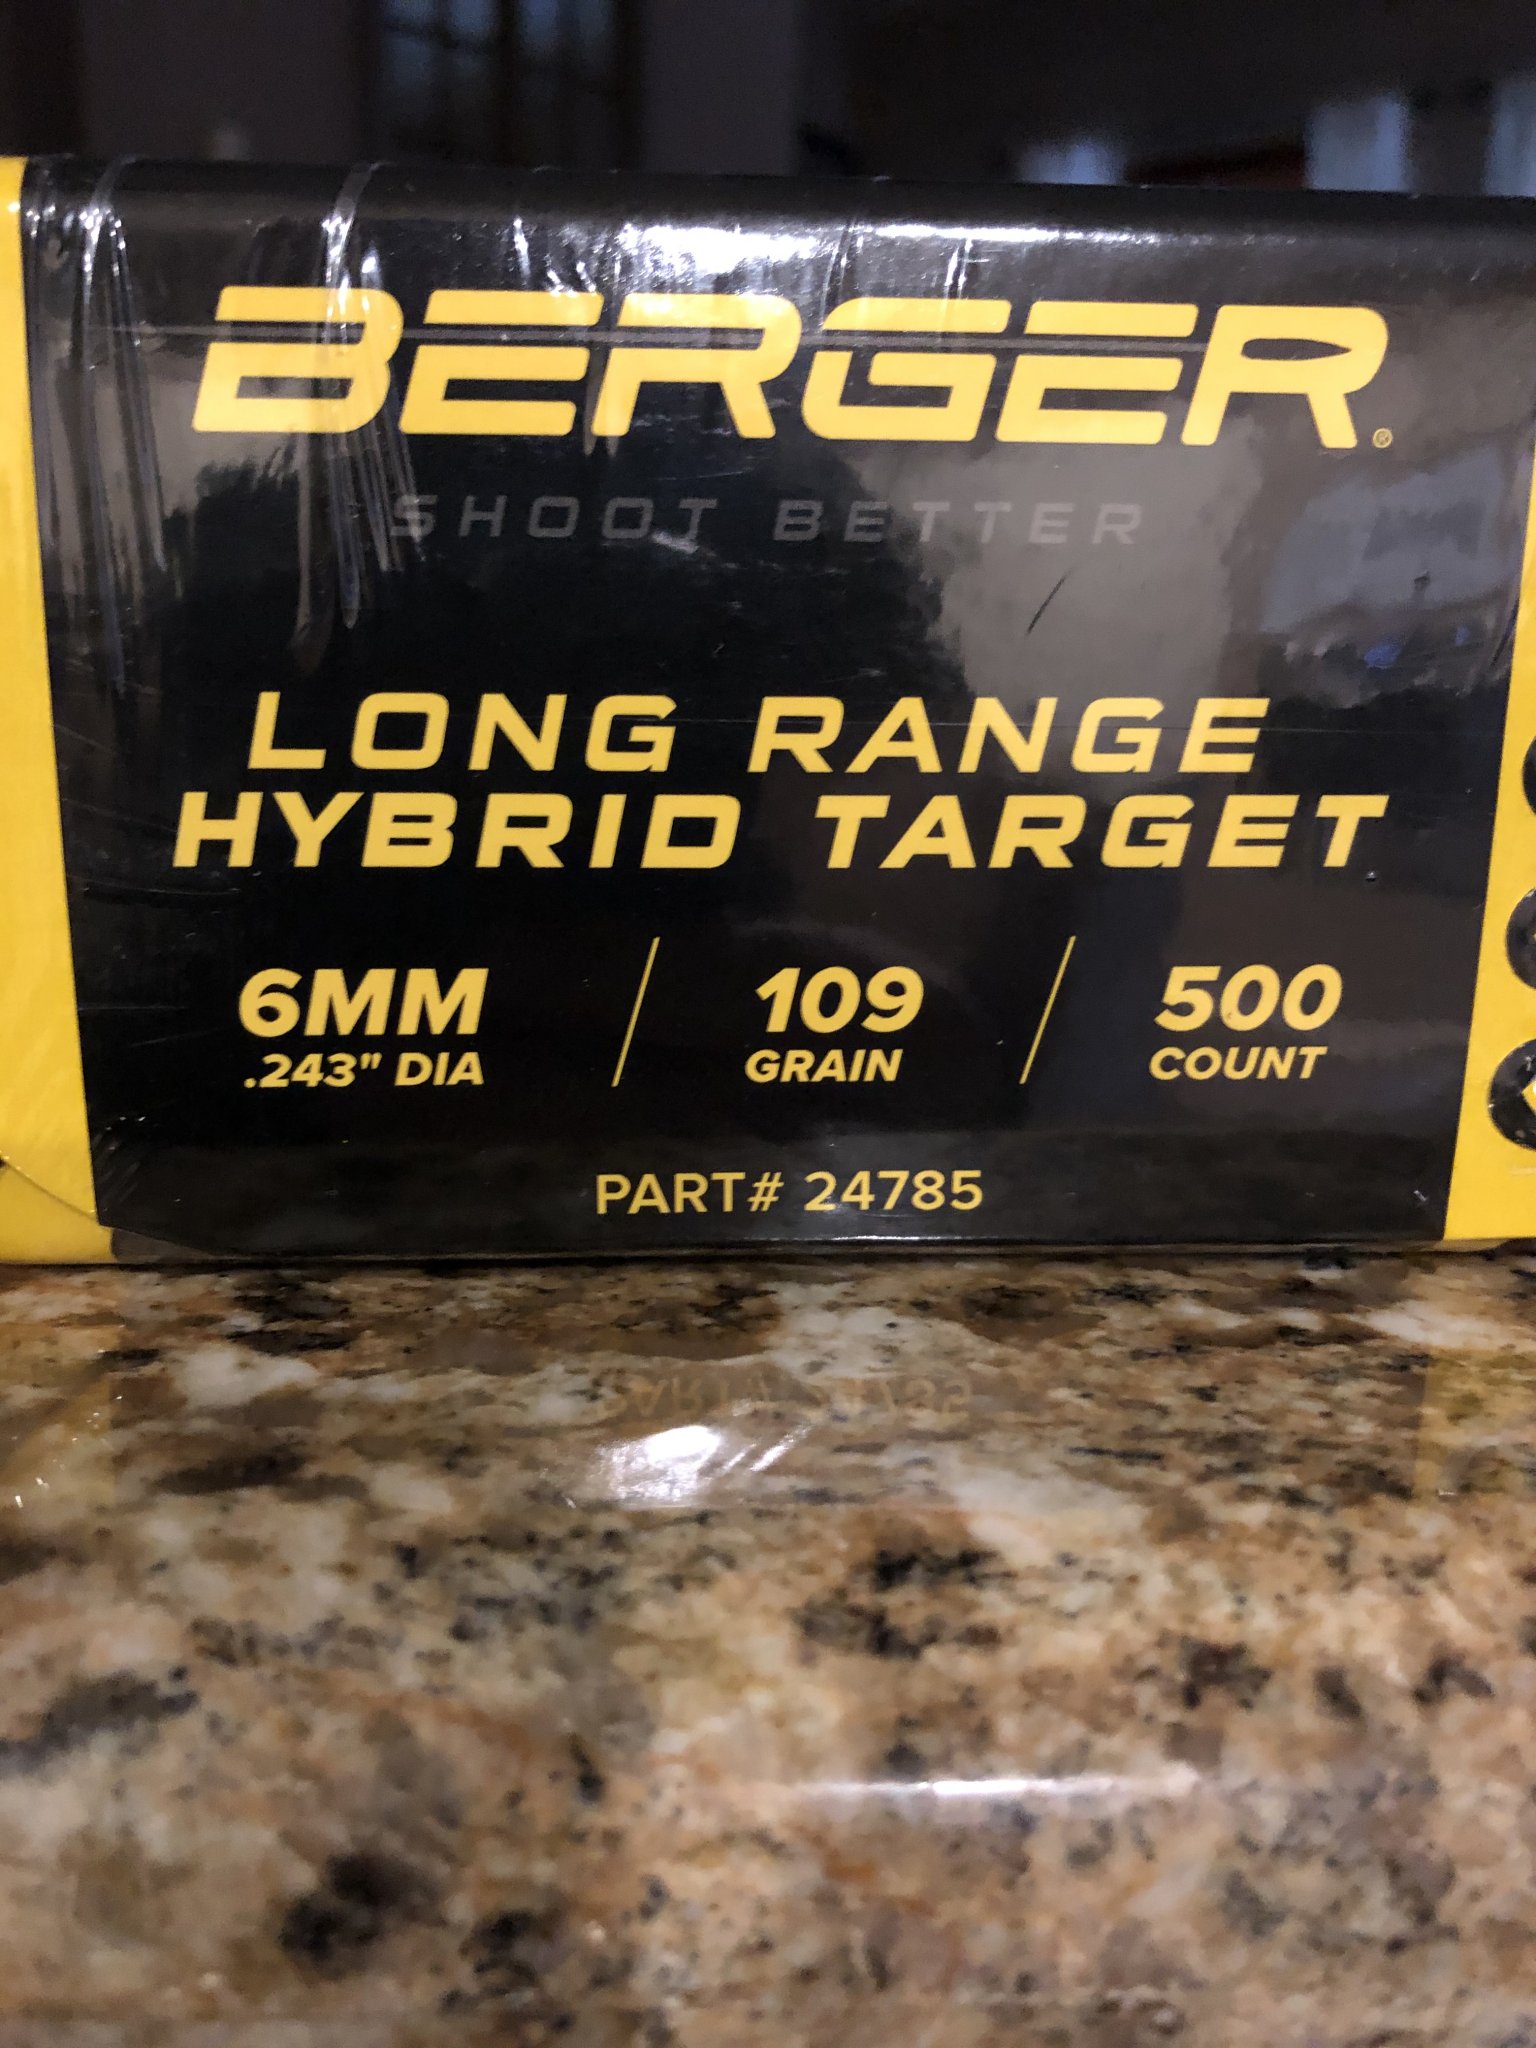 BERGER®
SHOOT BETTER
LONG RANGE
HYBRID TARGET
6MM / 109 / 500
.243" DIA GRAIN COUNT
PART# 24785